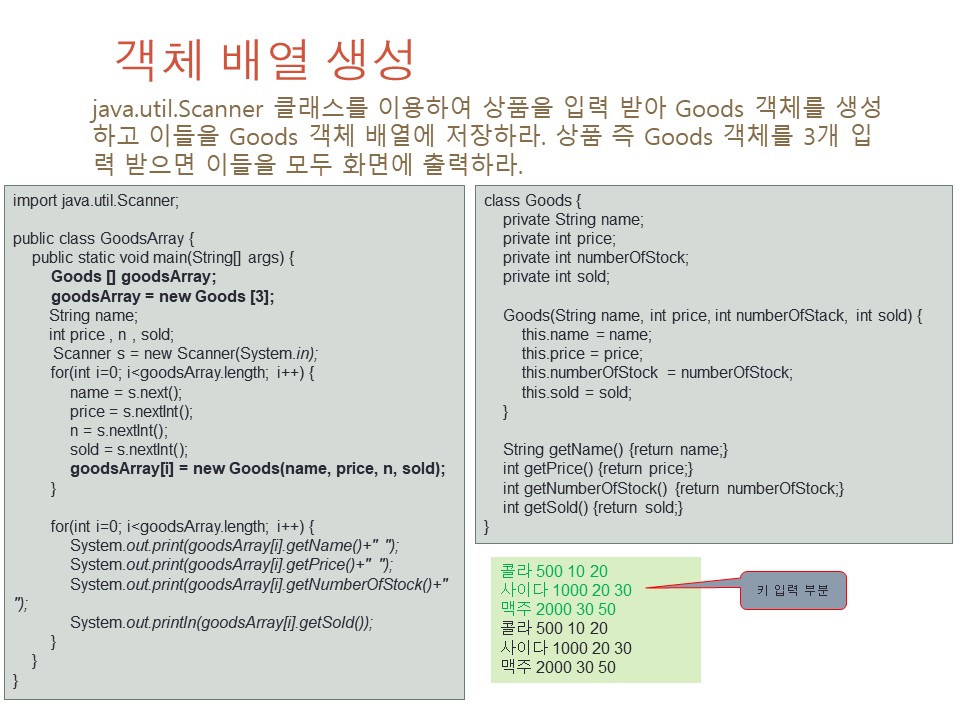 객체 배열 생성
java.util.Scanner 클래스를 이용하여 상품을 입력 받아 Goods 객체를 생성
하고 이들을 Goods 객체 배열에 저장하라. 상품 즉 Goods 객체를 3개 입
력 받으면 이들을 모두 화면에 출력하라.
import java.util.Scanner;
public class GoodsArray {
public static void main(String[] args) {
Goods [] goodsArray;
goodsArray = new Goods [3];
String name;
int price , n , sold;
Scanner s = new Scanner(System.in);
for(int i=0; i<goodsArray.length; i++) {
name = s.next();
price = s.nextInt();
n = s.nextInt();
sold = s.nextInt();
goodsArray[i] = new Goods(name, price, n, sold);
}
for(int i=0; i<goodsArray.length; i++) {
System.out.print(goodsArray[i].getName()+" ");
System.out.print(goodsArray[i].getPrice()+" ");
System.out.print(goodsArray[i].getNumberOfStock()+"
");
System.out.println(goodsArray[i].getSold());
}
}
}
class Goods {
private String name;
private int price;
private int numberOfStock;
private int sold;
Goods(String name, int price, int numberOfStack, int sold) {
this.name = name;
this.price = price;
this.numberOfStock = numberOfStock;
this.sold = sold;
}
String getName() {return name;}
int getPrice() {return price;}
int getNumberOfStock() {return numberOfStock;}
int getSold() {return sold;}
}
콜라 500 10 20
사이다 1000 20 30
맥주 2000 30 50
콜라 500 10 20
사이다 1000 20 30
맥주 2000 30 50
키 입력 부분